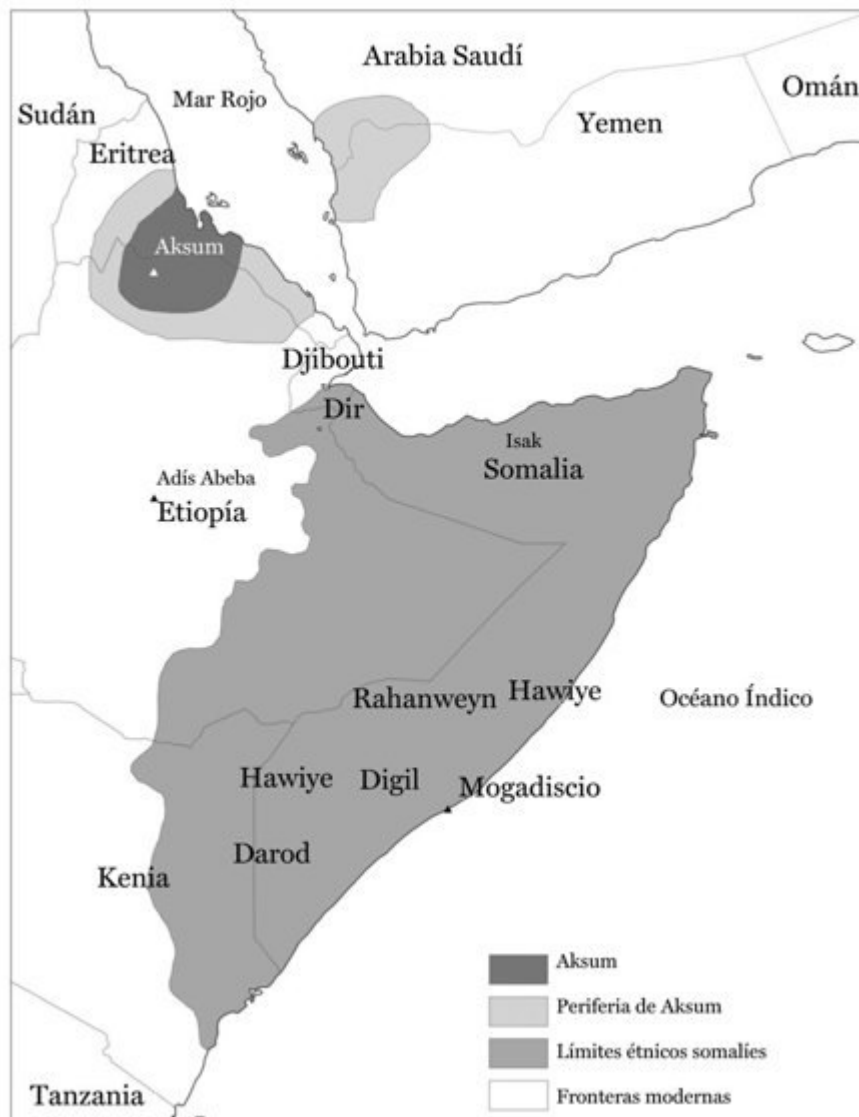 Arabia Saudí
Omán
Mar Rojo
Sudán
Yemen
Eritrea
Aksum
Djibouti
Dir
Isak
Somalia
Adís Abeba
Etiopía
Rahanweyn
Hawiye
Océano Índico
Hawiye
Digil
Mogadiscio
Darod
Kenia
Tanzania
Aksum
Periferia de Aksum
Límites étnicos somalíes
Fronteras modernas